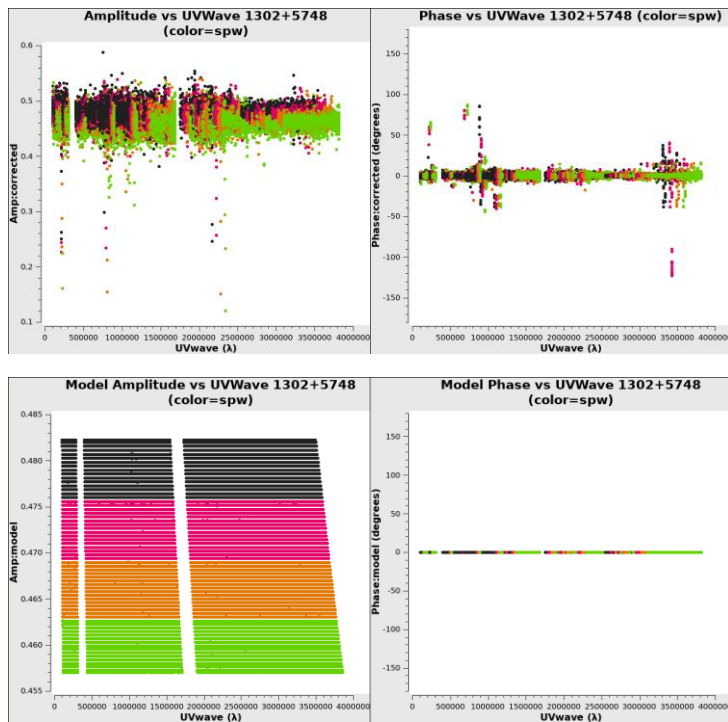 Amplitude vs UVWave 1302+5748
(color=spw)
Phase vs UVWave 1302+5748 (color=spw)
0.6
0.5
0.4
0.3
0.2
0.1
Amp:corrected
0 500000 1000000 1500000 2000000 2500000 3000000 3500000 4000000
UVwave (λ)
150
100
50
0
-50
-100
-150
Phase:corrected (degrees)
0 500000 1000000 1500000 2000000 2500000 3000000 3500000 400000
UVwave (λ)
Model Amplitude vs UVWave 1302+5748
(color=spw)
Model Phase vs UVWave 1302+5748
(color=spw)
0.485
0.480
0.475
0.470
0.465
0.460
0.455
Amp:model
0 500000 1000000 1500000 2000000 2500000 3000000 3500000 4000000
UVwave (λ)
150
100
50
0
-50
-100
-150
Phase:model (degrees)
0 500000 1000000 1500000 2000000 2500000 3000000 3500000 400000
UVwave (λ)